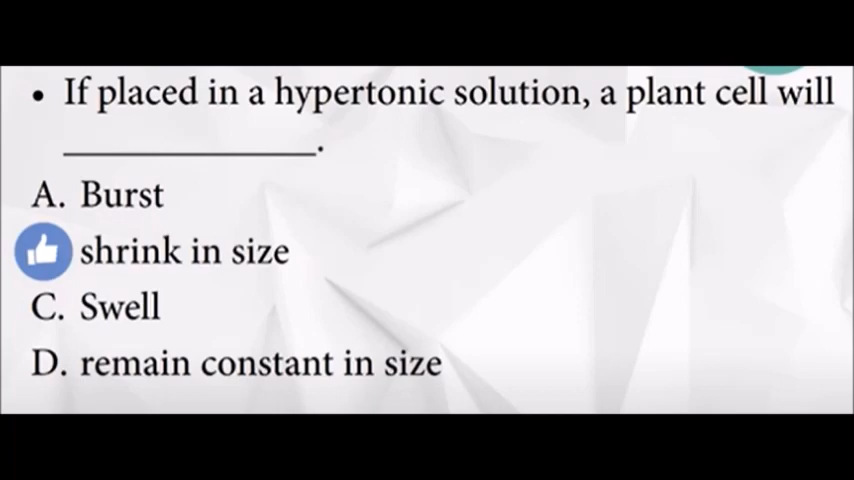 • If placed in a hypertonic solution, a plant cell will
_______________.
A. Burst
shrink in size
C. Swell
D. remain constant in size